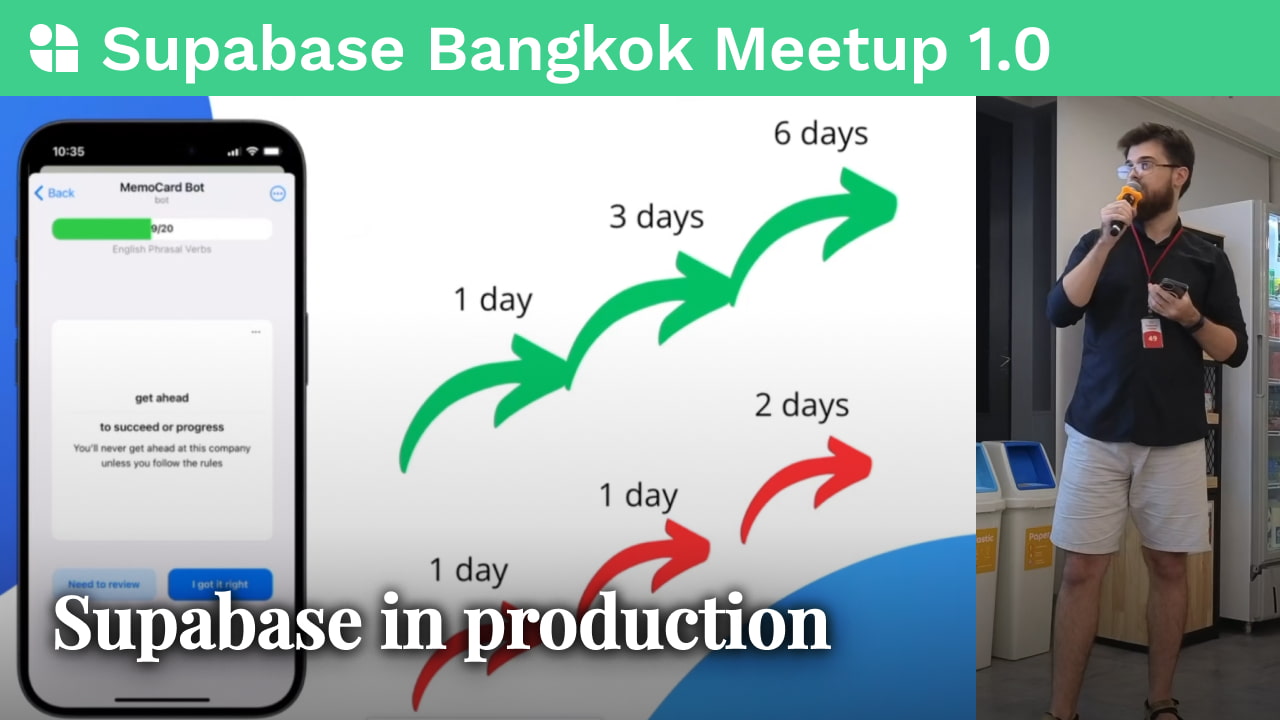 Supabase Bangkok Meetup 1.0
10:35
Back
MemoCard Bot
bot
9/20
English Phrasal Verbs
get ahead
to succeed or progress
You'll never get ahead at this company
unless you follow the rules
Need to review
I got it right
6 days
3 days
1 day
2 days
1 day
1 day
Supabase in production
49
Paper